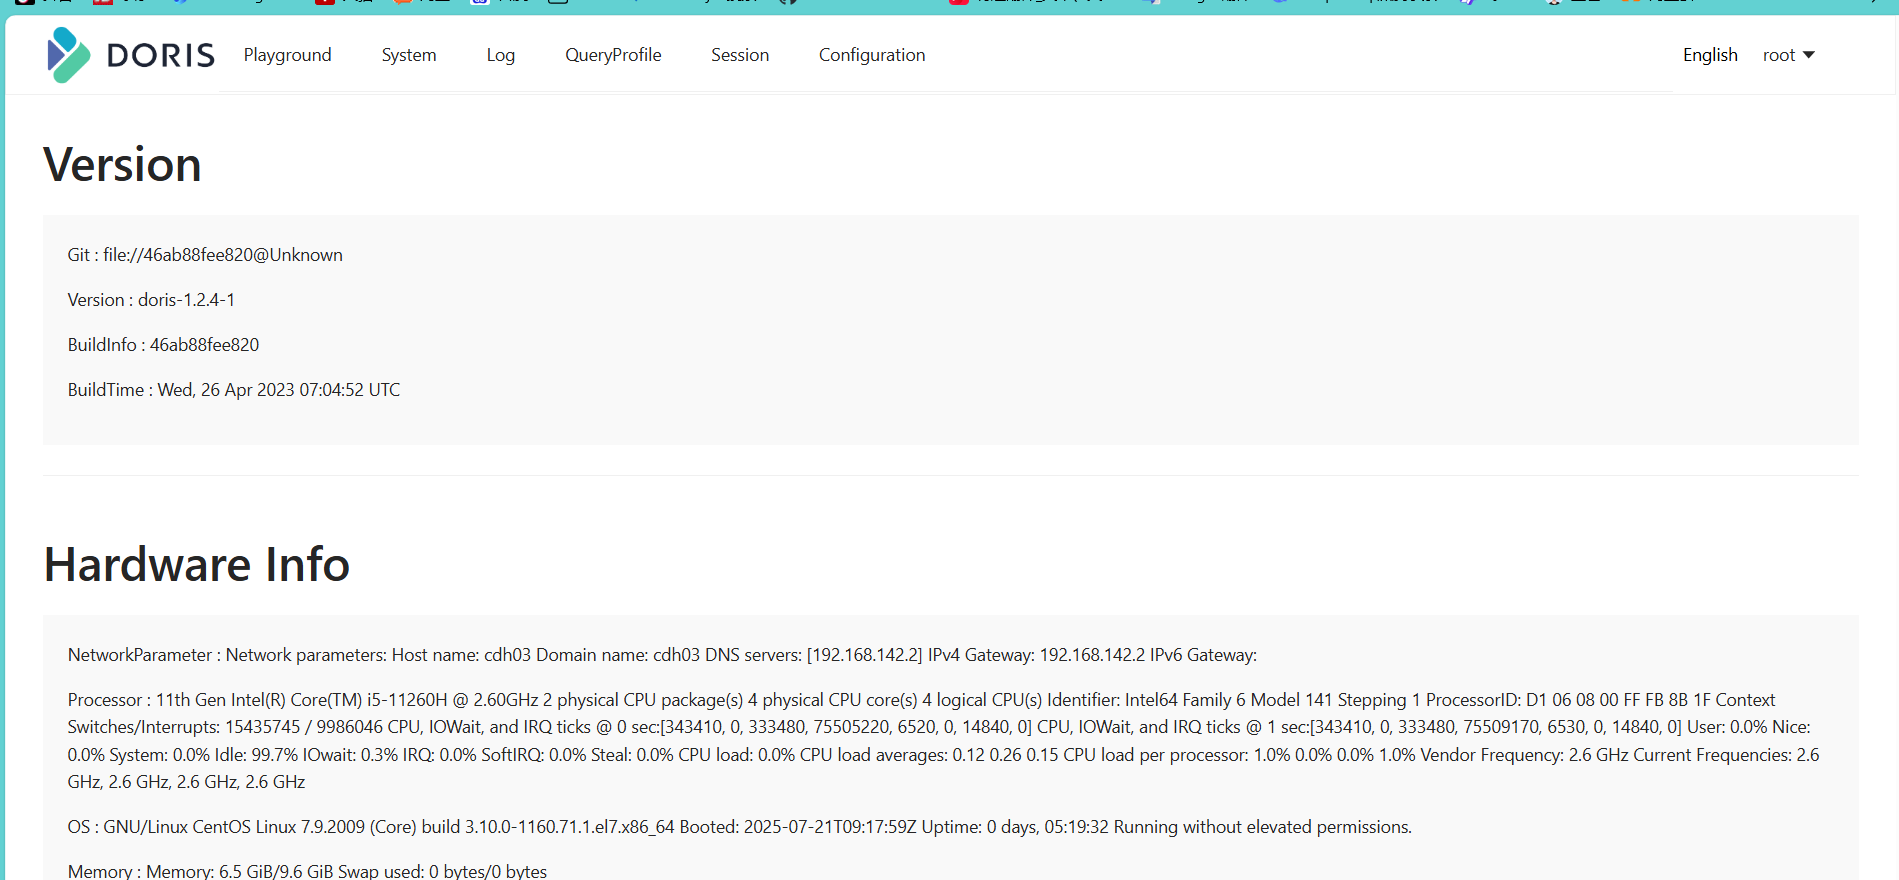 DORIS Playground System Log QueryProfile Session Configuration English root
Version
Git : file://46ab88fee820@Unknown
Version : doris-1.2.4-1
BuildInfo : 46ab88fee820
BuildTime : Wed, 26 Apr 2023 07:04:52 UTC
Hardware Info
NetworkParameter : Network parameters: Host name: cdh03 Domain name: cdh03 DNS servers: [192.168.142.2] IPv4 Gateway: 192.168.142.2 IPv6 Gateway:
Processor : 11th Gen Intel(R) Core(TM) i5-11260H @ 2.60GHz 2 physical CPU package(s) 4 physical CPU core(s) 4 logical CPU(s) Identifier: Intel64 Family 6 Model 141 Stepping 1 ProcessorID: D1 06 08 00 FF FB 8B 1F Context
Switches/Interrupts: 15435745 / 9986046 CPU, IOWait, and IRQ ticks @ 0 sec:[343410, 0, 333480, 75505220, 6520, 0, 14840, 0] CPU, IOWait, and IRQ ticks @ 1 sec:[343410, 0, 333480, 75509170, 6530, 0, 14840, 0] User: 0.0% Nice:
0.0% System: 0.0% Idle: 99.7% IOwait: 0.3% IRQ: 0.0% SoftIRQ: 0.0% Steal: 0.0% CPU load: 0.0% CPU load averages: 0.12 0.26 0.15 CPU load per processor: 1.0% 0.0% 0.0% 1.0% Vendor Frequency: 2.6 GHz Current Frequencies: 2.6
GHz, 2.6 GHz, 2.6 GHz, 2.6 GHz
OS : GNU/Linux CentOS Linux 7.9.2009 (Core) build 3.10.0-1160.71.1.el7.x86_64 Booted: 2025-07-21T09:17:59Z Uptime: 0 days, 05:19:32 Running without elevated permissions.
Memory : Memory: 6.5 GiB/9.6 GiB Swap used: 0 bytes/0 bytes